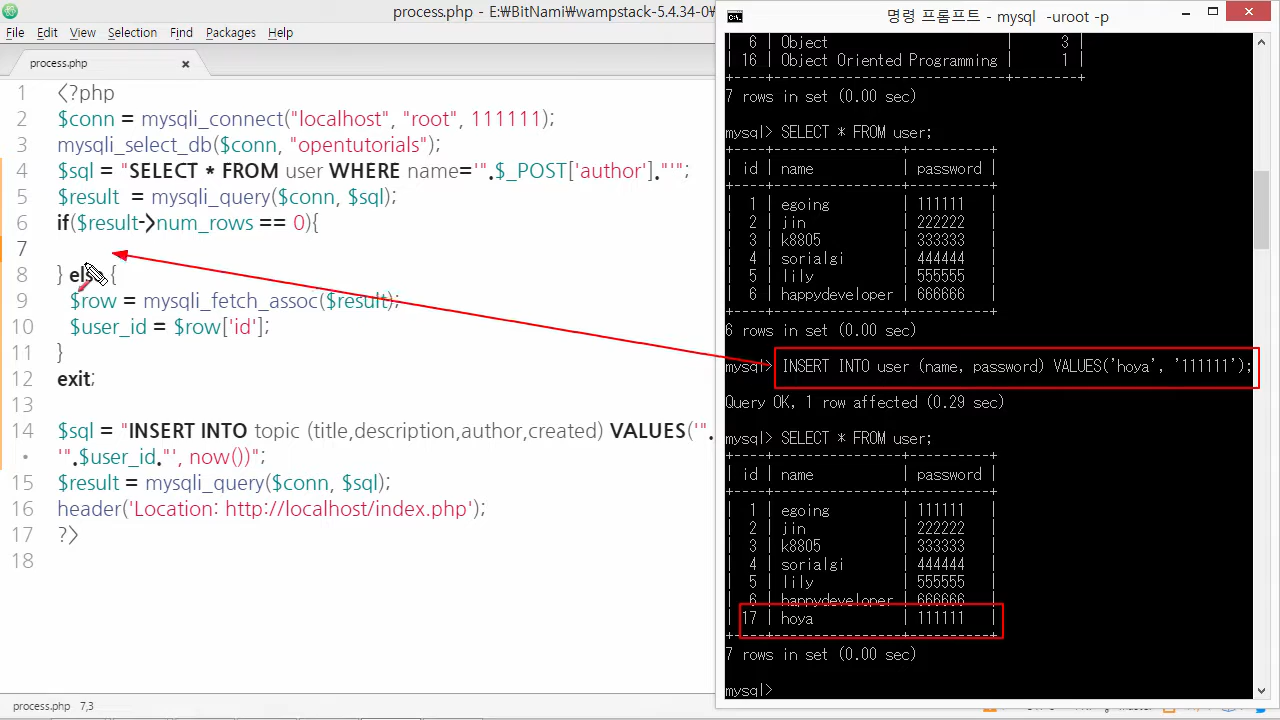 process.php - E:₩BitNami₩wampstack-5.4.34-0₩
File Edit View Selection Find Packages Help
process.php ×
1 <?php
2 $conn = mysqli_connect("localhost", "root", 111111);
3 mysqli_select_db($conn, "opentutorials");
4 $sql = "SELECT * FROM user WHERE name='".$_POST['author']."'";
5 $result  = mysqli_query($conn, $sql);
6 if($result->num_rows == 0){
7
8 } else {
9   $row = mysqli_fetch_assoc($result);
10   $user_id = $row['id'];
11 }
12 exit;
13
14 $sql = "INSERT INTO topic (title,description,author,created) VALUES('".
• '".$user_id."', now())";
15 $result = mysqli_query($conn, $sql);
16 header('Location: http://localhost/index.php');
17 ?>
18
process.php 7,3
명령 프롬프트 - mysql  -uroot -p
|  6 | Object                      |      3 |
| 16 | Object Oriented Programming |      1 |
+----+-----------------------------+--------+
7 rows in set (0.00 sec)
mysql> SELECT * FROM user;
+----+----------------+----------+
| id | name           | password |
+----+----------------+----------+
|  1 | egoing         | 111111   |
|  2 | jin            | 222222   |
|  3 | k8805          | 333333   |
|  4 | sorialgi       | 444444   |
|  5 | lily           | 555555   |
|  6 | happydeveloper | 666666   |
+----+----------------+----------+
6 rows in set (0.00 sec)
mysql> INSERT INTO user (name, password) VALUES('hoya', '111111');
Query OK, 1 row affected (0.29 sec)
mysql> SELECT * FROM user;
+----+----------------+----------+
| id | name           | password |
+----+----------------+----------+
|  1 | egoing         | 111111   |
|  2 | jin            | 222222   |
|  3 | k8805          | 333333   |
|  4 | sorialgi       | 444444   |
|  5 | lily           | 555555   |
|  6 | happydeveloper | 666666   |
| 17 | hoya           | 111111   |
+----+----------------+----------+
7 rows in set (0.00 sec)
mysql>